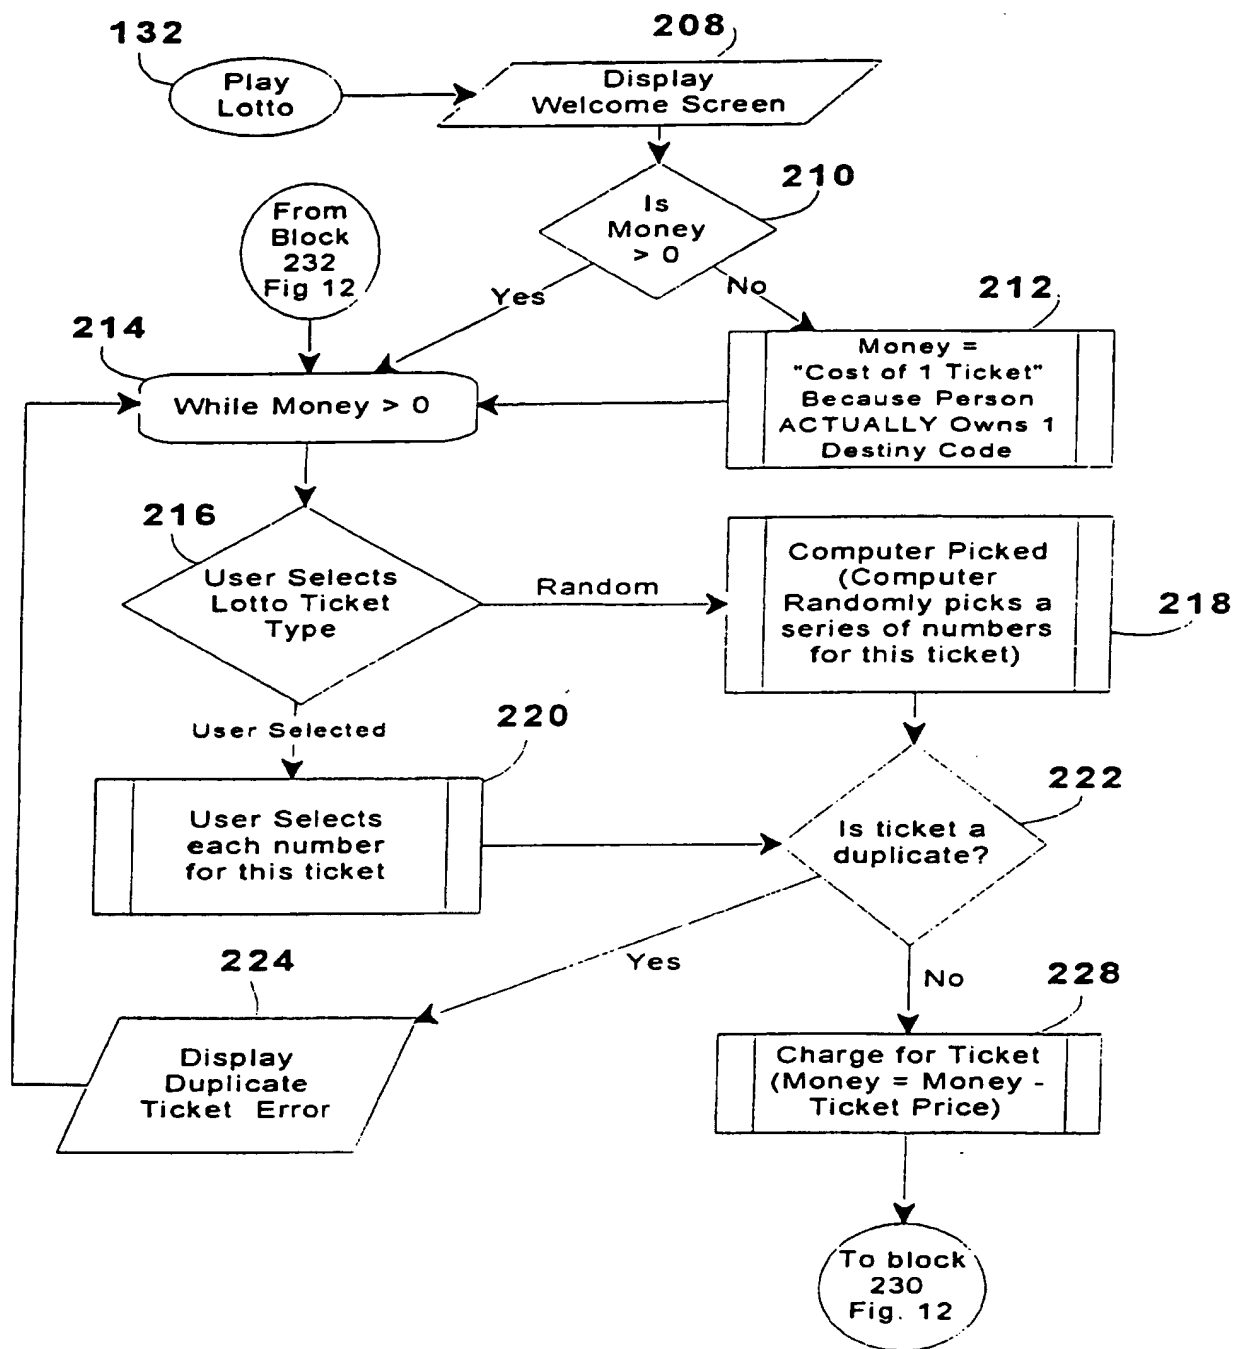 132
Play
Lotto
208
Display
Welcome Screen
210
Is
Money
> 0
From
Block
232
Fig 12
Yes
No
212
Money =
"Cost of 1 Ticket"
Because Person
ACTUALLY Owns 1
Destiny Code
214
While Money > 0
216
User Selects
Lotto Ticket
Type
Random
Computer Picked
(Computer
Randomly picks a
series of numbers
for this ticket)
218
User Selected
220
User Selects
each number
for this ticket
222
Is ticket a
duplicate?
Yes
No
224
Display
Duplicate
Ticket Error
228
Charge for Ticket
(Money = Money -
Ticket Price)
To block
230
Fig. 12